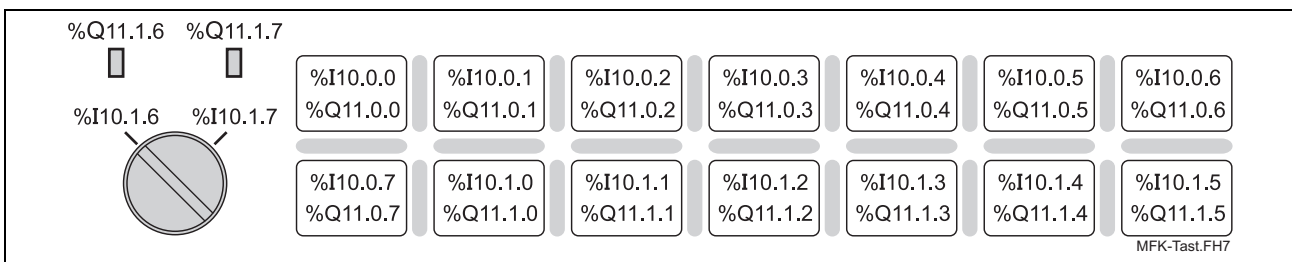 %Q11.1.6 %Q11.1.7
%I10.1.6 %I10.1.7
%I10.0.0 %I10.0.1 %I10.0.2 %I10.0.3 %I10.0.4 %I10.0.5 %I10.0.6
%Q11.0.0 %Q11.0.1 %Q11.0.2 %Q11.0.3 %Q11.0.4 %Q11.0.5 %Q11.0.6
%I10.0.7 %I10.1.0 %I10.1.1 %I10.1.2 %I10.1.3 %I10.1.4 %I10.1.5
%Q11.0.7 %Q11.1.0 %Q11.1.1 %Q11.1.2 %Q11.1.3 %Q11.1.4 %Q11.1.5
MFK-Tast.FH7